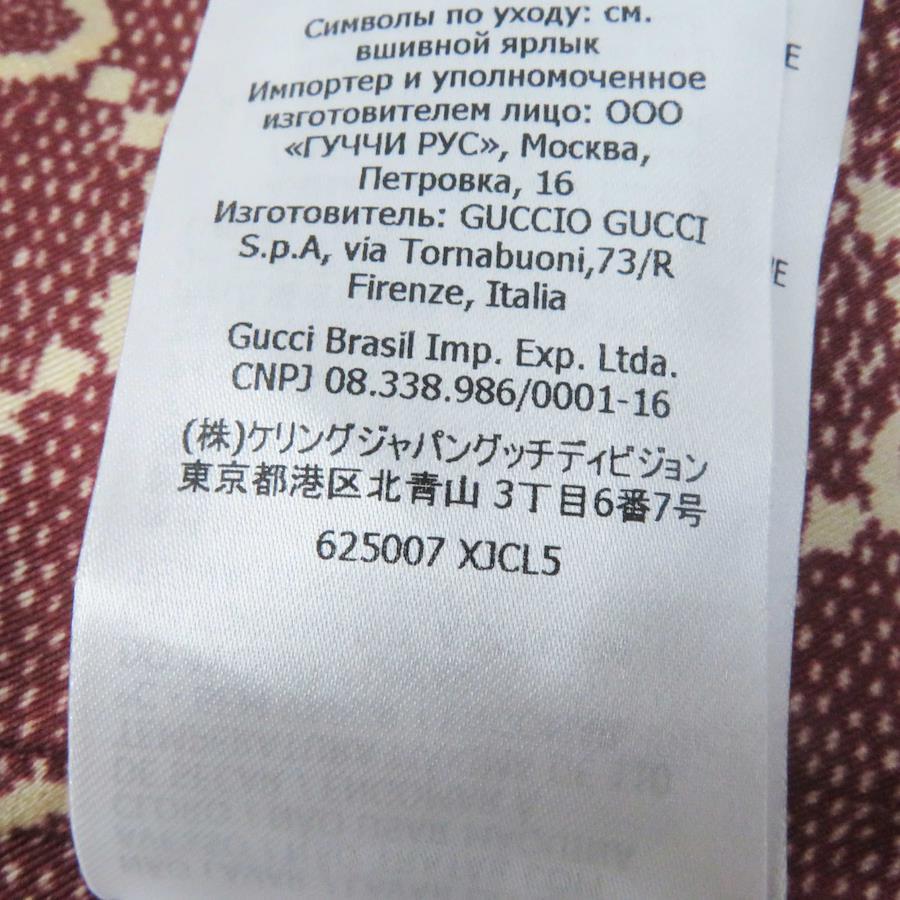 Символы по уходу: см.
вшивной ярлык
Импортер и уполномоченное
изготовителем лицо: ООО
«ГУЧЧИ РУС», Москва,
Петровка, 16
Изготовитель: GUCCIO GUCCI
S.p.A, via Tornabuoni,73/R
Firenze, Italia
Gucci Brasil Imp. Exp. Ltda.
CNPJ 08.338.986/0001-16
(株)ケリングジャパングッチディビジョン
東京都港区北青山 3丁目6番7号
625007 XJCL5